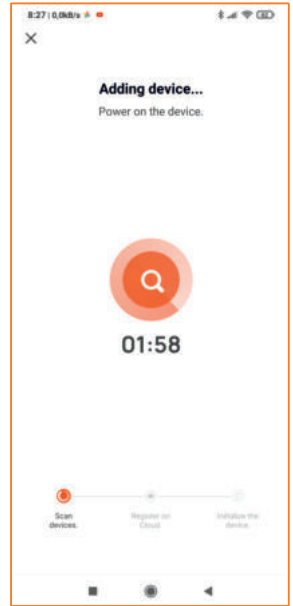 8:27 | 0,0kB/s
Adding device...
Power on the device.
01:58
Scan
devices.
Register on
Cloud
Initialize the
device.